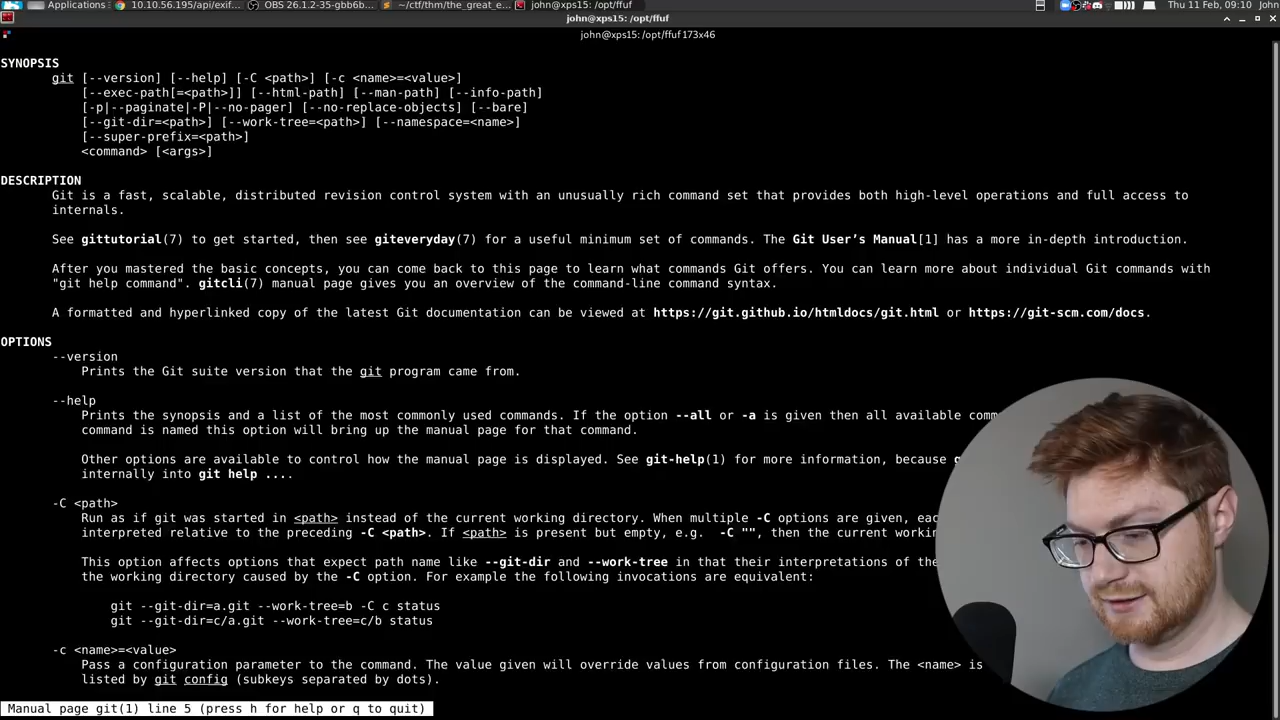 Applications
10.10.56.195/api/exif...
OBS 26.1.2-35-gbb6b...
~/ctf/thm/the_great_e...
john@xps15: /opt/ffuf
Thu 11 Feb, 09:10 John
john@xps15: /opt/ffuf
john@xps15: /opt/ffuf 173x46
SYNOPSIS
git [--version] [--help] [-C <path>] [-c <name>=<value>]
[--exec-path[=<path>]] [--html-path] [--man-path] [--info-path]
[-p|--paginate|-P|--no-pager] [--no-replace-objects] [--bare]
[--git-dir=<path>] [--work-tree=<path>] [--namespace=<name>]
[--super-prefix=<path>]
<command> [<args>]
DESCRIPTION
Git is a fast, scalable, distributed revision control system with an unusually rich command set that provides both high-level operations and full access to
internals.
See gittutorial(7) to get started, then see giteveryday(7) for a useful minimum set of commands. The Git User’s Manual[1] has a more in-depth introduction.
After you mastered the basic concepts, you can come back to this page to learn what commands Git offers. You can learn more about individual Git commands with
"git help command". gitcli(7) manual page gives you an overview of the command-line command syntax.
A formatted and hyperlinked copy of the latest Git documentation can be viewed at https://git.github.io/htmldocs/git.html or https://git-scm.com/docs.
OPTIONS
--version
Prints the Git suite version that the git program came from.
--help
Prints the synopsis and a list of the most commonly used commands. If the option --all or -a is given then all available
command is named this option will bring up the manual page for that command.
Other options are available to control how the manual page is displayed. See git-help(1) for more information, because
internally into git help ....
-C <path>
Run as if git was started in <path> instead of the current working directory. When multiple -C options are given,
interpreted relative to the preceding -C <path>. If <path> is present but empty, e.g. -C "", then the current
This option affects options that expect path name like --git-dir and --work-tree in that their interpretations of the
the working directory caused by the -C option. For example the following invocations are equivalent:
git --git-dir=a.git --work-tree=b -C c status
git --git-dir=c/a.git --work-tree=c/b status
-c <name>=<value>
Pass a configuration parameter to the command. The value given will override values from configuration files. The <name> is
listed by git config (subkeys separated by dots).
Manual page git(1) line 5 (press h for help or q to quit)